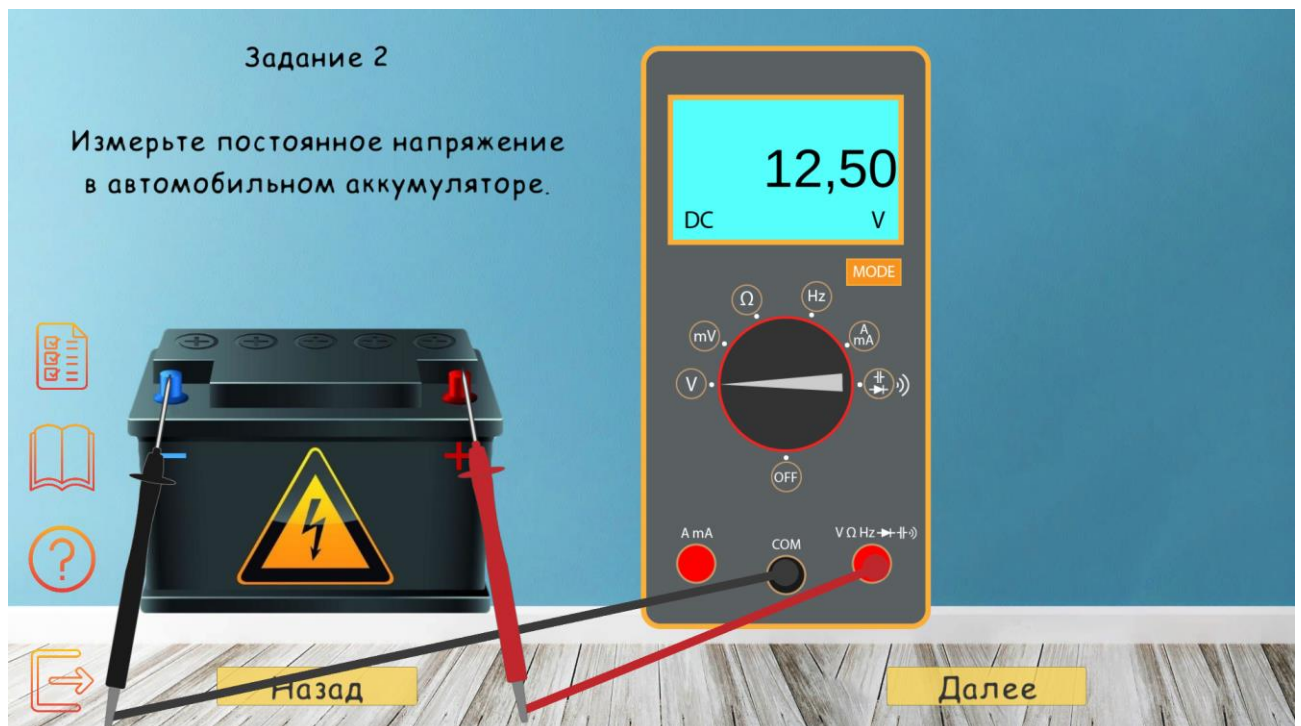 Задание 2
Измерьте постоянное напряжение
в автомобильном аккумуляторе.
12,50
DC V
MODE
Ω Hz
mV A mA
V
OFF
A mA
COM
V Ω Hz
Назад
Далее